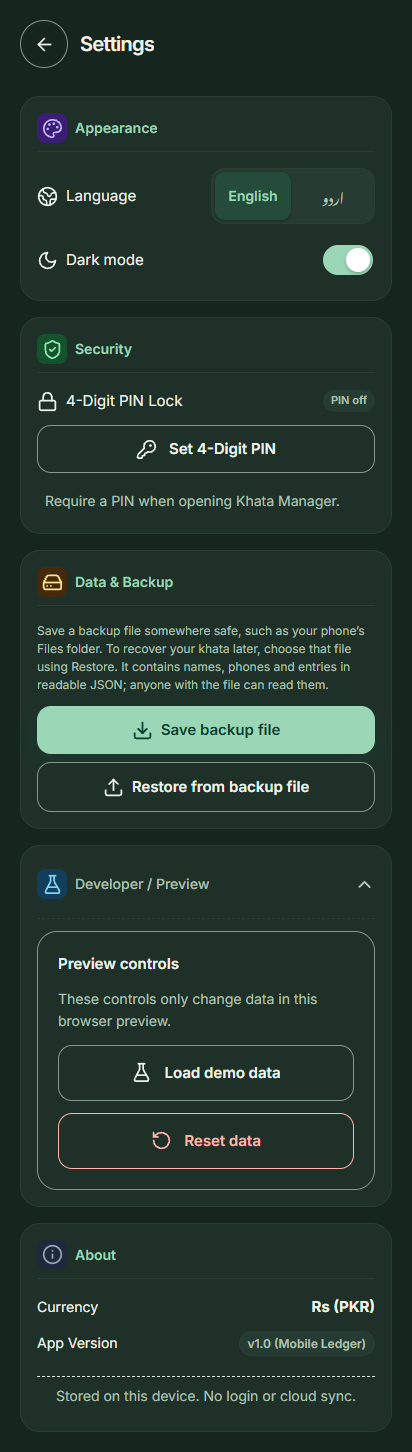 Settings
Appearance
Language
English
اردو
Dark mode
Security
4-Digit PIN Lock
PIN off
Set 4-Digit PIN
Require a PIN when opening Khata Manager.
Data & Backup
Save a backup file somewhere safe, such as your phone’s
Files folder. To recover your khata later, choose that file
using Restore. It contains names, phones and entries in
readable JSON; anyone with the file can read them.
Save backup file
Restore from backup file
Developer / Preview
Preview controls
These controls only change data in this
browser preview.
Load demo data
Reset data
About
Currency
Rs (PKR)
App Version
v1.0 (Mobile Ledger)
Stored on this device. No login or cloud sync.